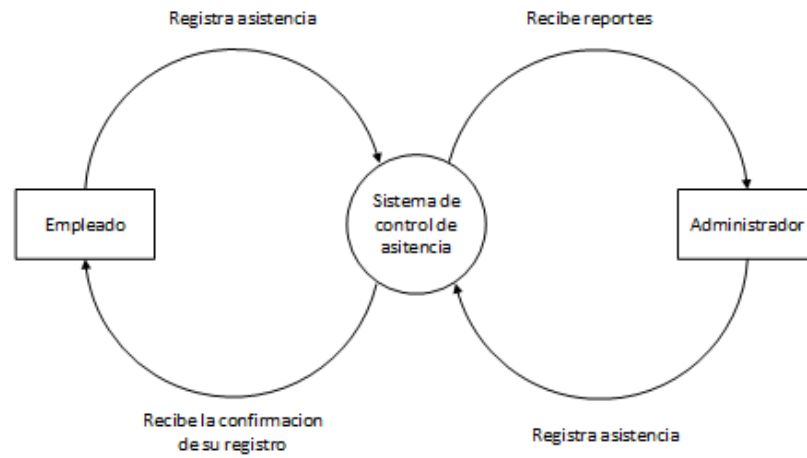 Registra asistencia
Recibe reportes
Empleado
Sistema de
control de
asitencia
Administrador
Recibe la confirmacion
de su registro
Registra asistencia